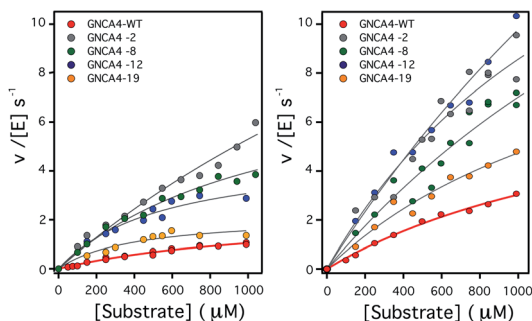 GNCA4-WT
GNCA4 -2
GNCA4 -8
GNCA4 -12
GNCA4-19
v /[E] s⁻¹
10
8
6
4
2
0
0 200 400 600 800 1000
[Substrate] ( μM)
GNCA4-WT
GNCA4 -2
GNCA4 -8
GNCA4 -12
GNCA4-19
v /[E] s⁻¹
10
8
6
4
2
0
0 200 400 600 800 1000
[Substrate] ( μM)